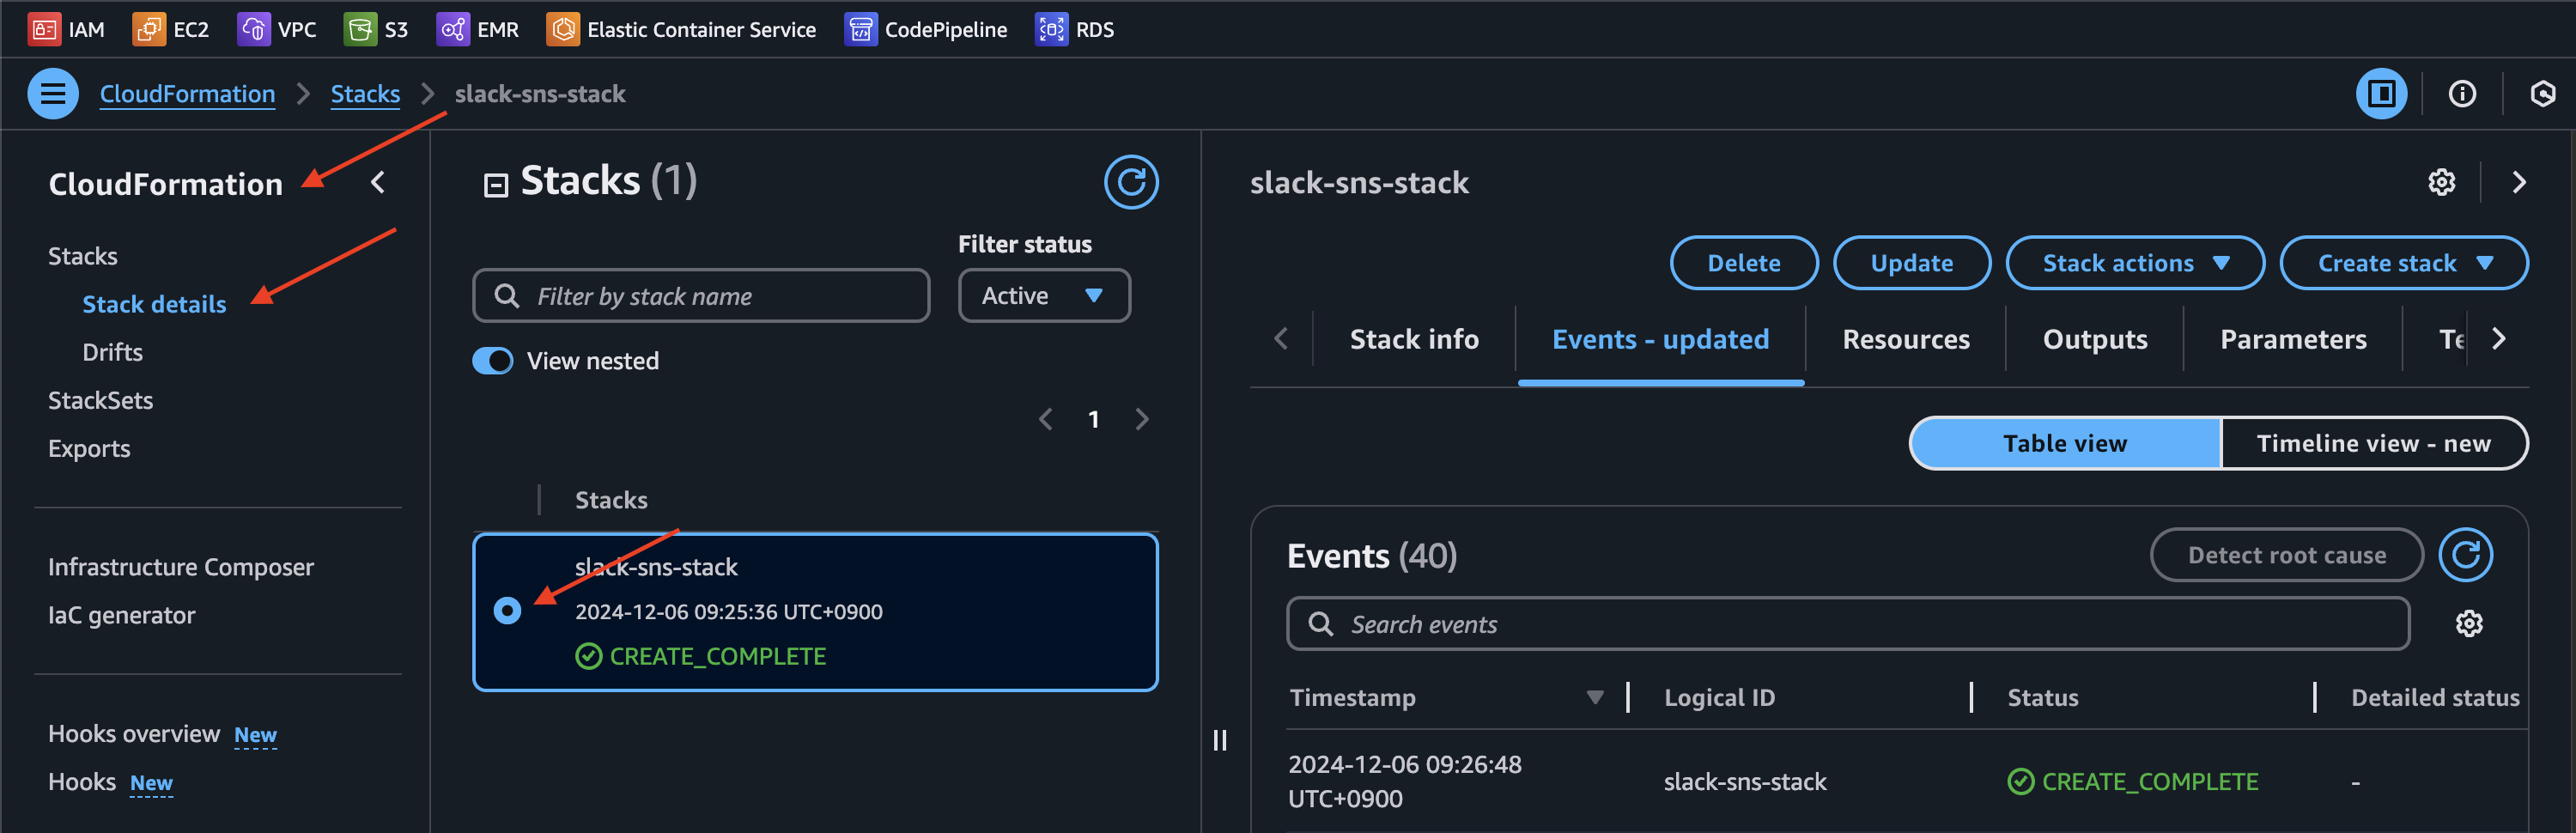 IAM EC2 VPC S3 EMR Elastic Container Service CodePipeline RDS
CloudFormation Stacks slack-sns-stack
CloudFormation
Stacks
Stack details
Drifts
StackSets
Exports
Infrastructure Composer
IaC generator
Hooks overview New
Hooks New
Stacks (1)
Filter status
Filter by stack name
Active
View nested
1
Stacks
slack-sns-stack
2024-12-06 09:25:36 UTC+0900
CREATE_COMPLETE
slack-sns-stack
Delete Update Stack actions Create stack
Stack info Events - updated Resources Outputs Parameters Te
Table view Timeline view - new
Events (40)
Detect root cause
Search events
Timestamp Logical ID Status Detailed status
2024-12-06 09:26:48
UTC+0900
slack-sns-stack
CREATE_COMPLETE
-